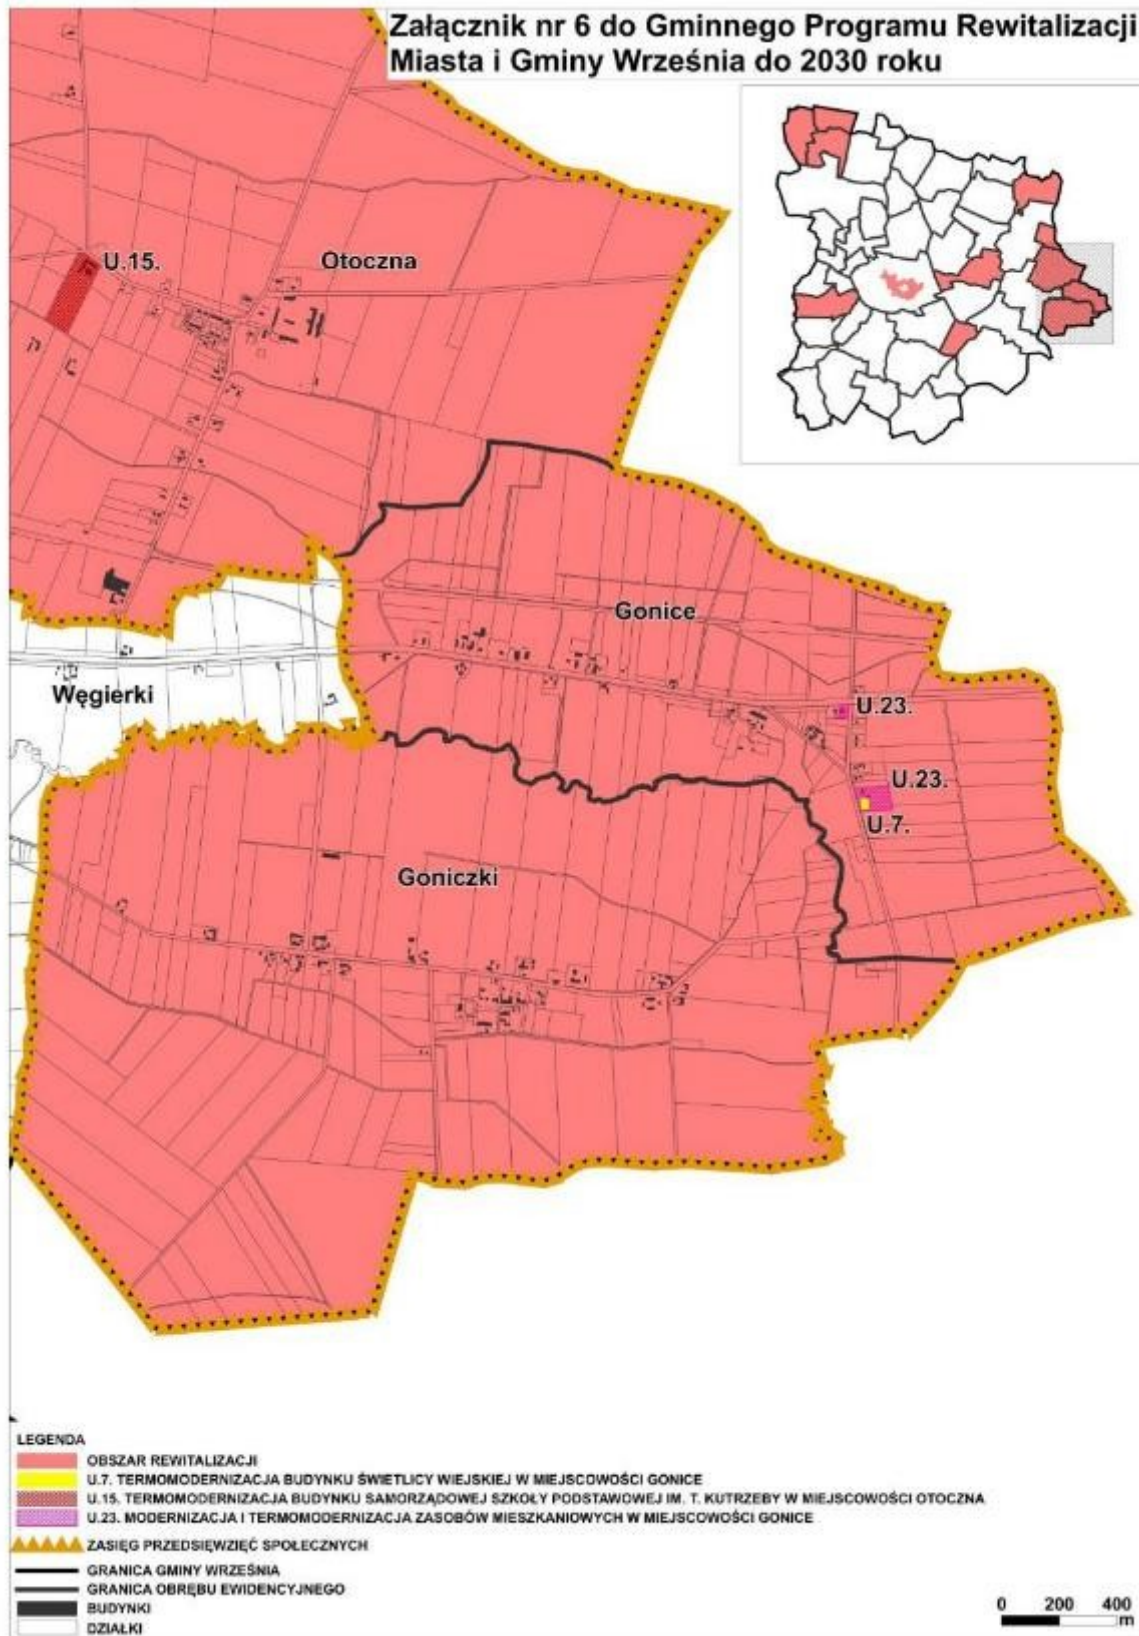 Załącznik nr 6 do Gminnego Programu Rewitalizacji
Miasta i Gminy Września do 2030 roku
U.15.
Otoczna
Gonice
Węgierki
U.23.
U.23.
U.7.
Goniczki
LEGENDA
OBSZAR REWITALIZACJI
U.7. TERMOMODERNIZACJA BUDYNKU ŚWIETLICY WIEJSKIEJ W MIEJSCOWOŚCI GONICE
U.15. TERMOMODERNIZACJA BUDYNKU SAMORZĄDOWEJ SZKOŁY PODSTAWOWEJ IM. T. KUTRZEBY W MIEJSCOWOŚCI OTOCZNA
U.23. MODERNIZACJA I TERMOMODERNIZACJA ZASOBÓW MIESZKANIOWYCH W MIEJSCOWOŚCI GONICE
ZASIĘG PRZEDSIĘWZIĘĆ SPOŁECZNYCH
GRANICA GMINY WRZEŚNIA
GRANICA OBRĘBU EWIDENCYJNEGO
BUDYNKI
DZIAŁKI
0 200 400
m